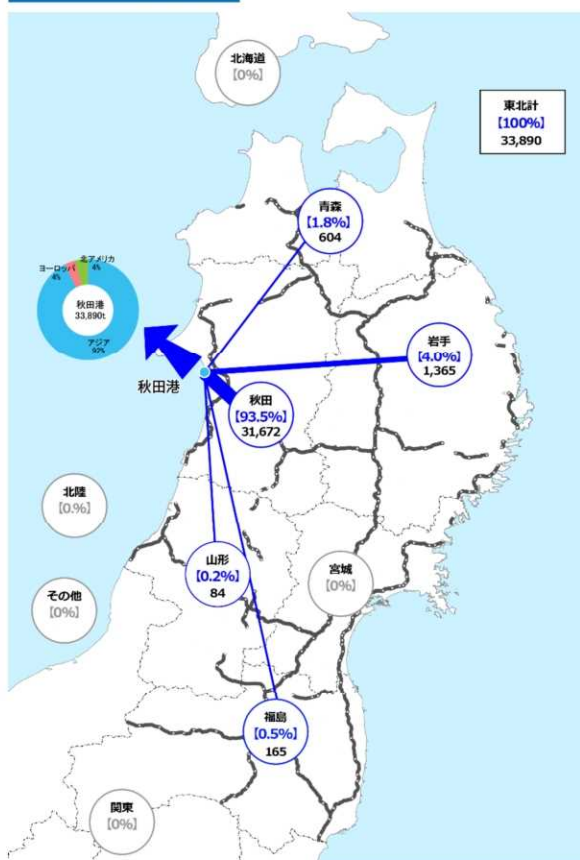 北海道
【0%】
東北計
【100%】
33,890
青森
【1.8%】
604
ヨーロッパ
4%
北アメリカ
4%
秋田港
33,890t
アジア
92%
岩手
【4.0%】
1,365
秋田港
秋田
【93.5%】
31,672
北陸
【0.%】
山形
【0.2%】
84
宮城
【0%】
その他
【0%】
福島
【0.5%】
165
関東
【0%】